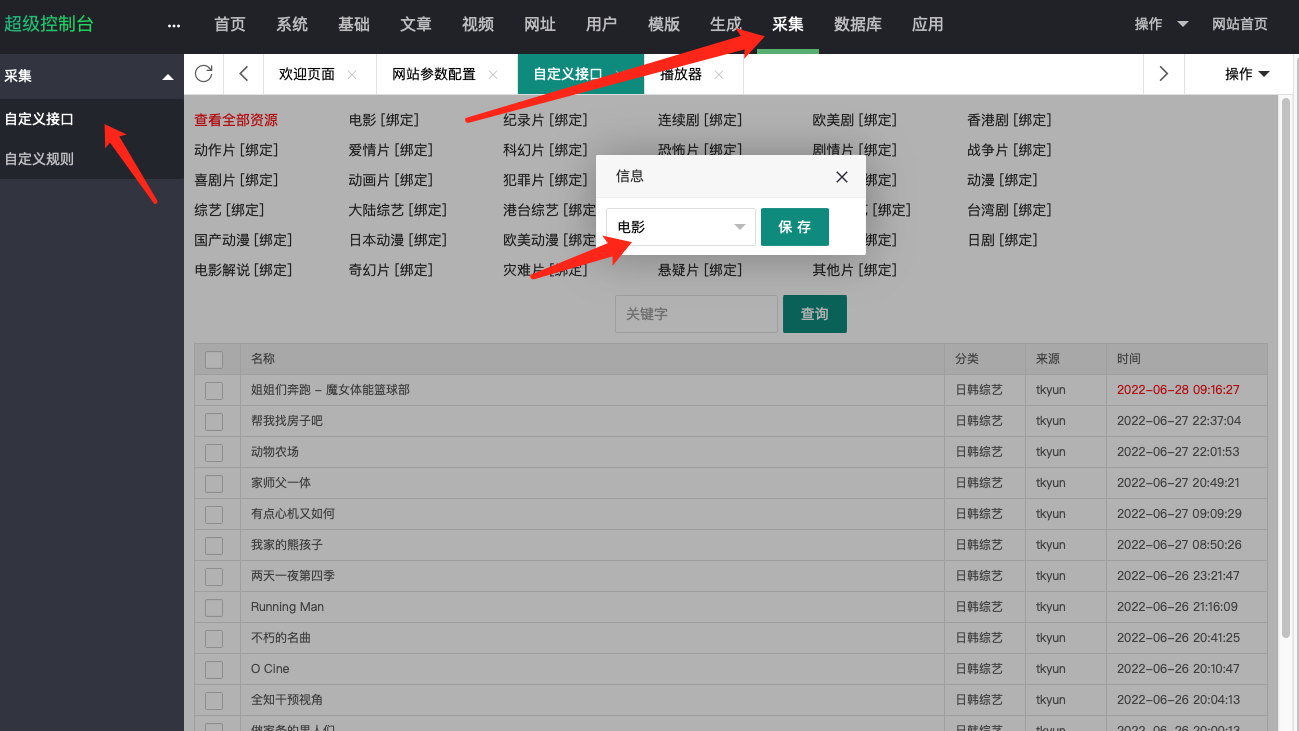 超级控制台 ... 首页 系统 基础 文章 视频 网址 用户 模版 生成 采集 数据库 应用 操作 网站首页
采集
自定义接口
自定义规则
欢迎页面 网站参数配置 自定义接口 播放器 操作
查看全部资源 电影 [绑定] 纪录片 [绑定] 连续剧 [绑定] 欧美剧 [绑定] 香港剧 [绑定]
动作片 [绑定] 爱情片 [绑定] 科幻片 [绑定] 恐怖片 [绑定] 剧情片 [绑定] 战争片 [绑定]
喜剧片 [绑定] 动画片 [绑定] 犯罪片 [绑定] 绑定] 动漫 [绑定]
综艺 [绑定] 大陆综艺 [绑定] 港台综艺 [绑定 [绑定] 台湾剧 [绑定]
国产动漫 [绑定] 日本动漫 [绑定] 欧美动漫 [绑定 绑定] 日剧 [绑定]
电影解说 [绑定] 奇幻片 [绑定] 灾难片 [绑定] 悬疑片 [绑定] 其他片 [绑定]
信息
电影 保 存
关键字 查询
名称 分类 来源 时间
姐姐们奔跑 – 魔女体能篮球部 日韩综艺 tkyun 2022-06-28 09:16:27
帮我找房子吧 日韩综艺 tkyun 2022-06-27 22:37:04
动物农场 日韩综艺 tkyun 2022-06-27 22:01:53
家师父一体 日韩综艺 tkyun 2022-06-27 20:49:21
有点心机又如何 日韩综艺 tkyun 2022-06-27 09:09:29
我家的熊孩子 日韩综艺 tkyun 2022-06-27 08:50:26
两天一夜第四季 日韩综艺 tkyun 2022-06-26 23:21:47
Running Man 日韩综艺 tkyun 2022-06-26 21:16:09
不朽的名曲 日韩综艺 tkyun 2022-06-26 20:41:25
O Cine 日韩综艺 tkyun 2022-06-26 20:10:47
全知干预视角 日韩综艺 tkyun 2022-06-26 20:04:13
做家务的男人们 日韩综艺 tkyun 2022-06-26 20:00:13